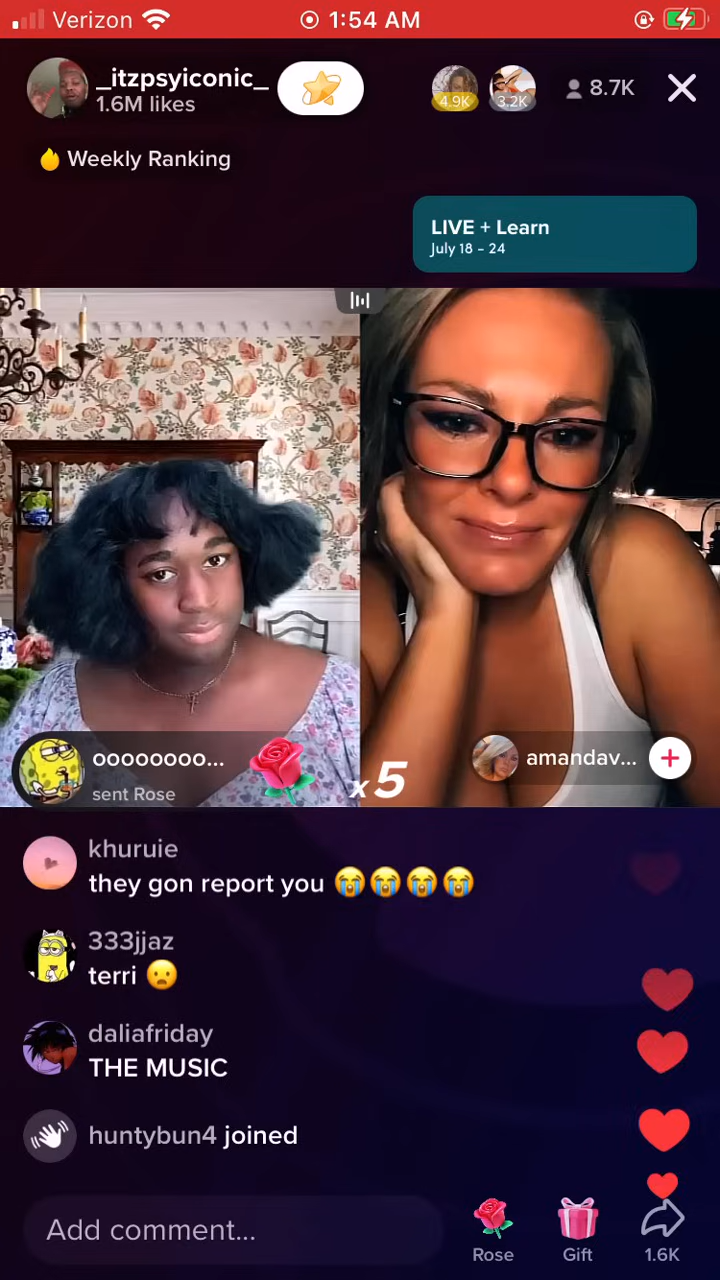 Verizon 1:54 AM
_itzpsyiconic_
1.6M likes
4.9K 3.2K 8.7K
Weekly Ranking
LIVE + Learn
July 18 - 24
oooooooo...
sent Rose
x5
amandav...
khuruie
they gon report you 😭😭😭😭
333jjaz
terri 😦
daliafriday
THE MUSIC
huntybun4 joined
Add comment...
Rose
Gift
1.6K